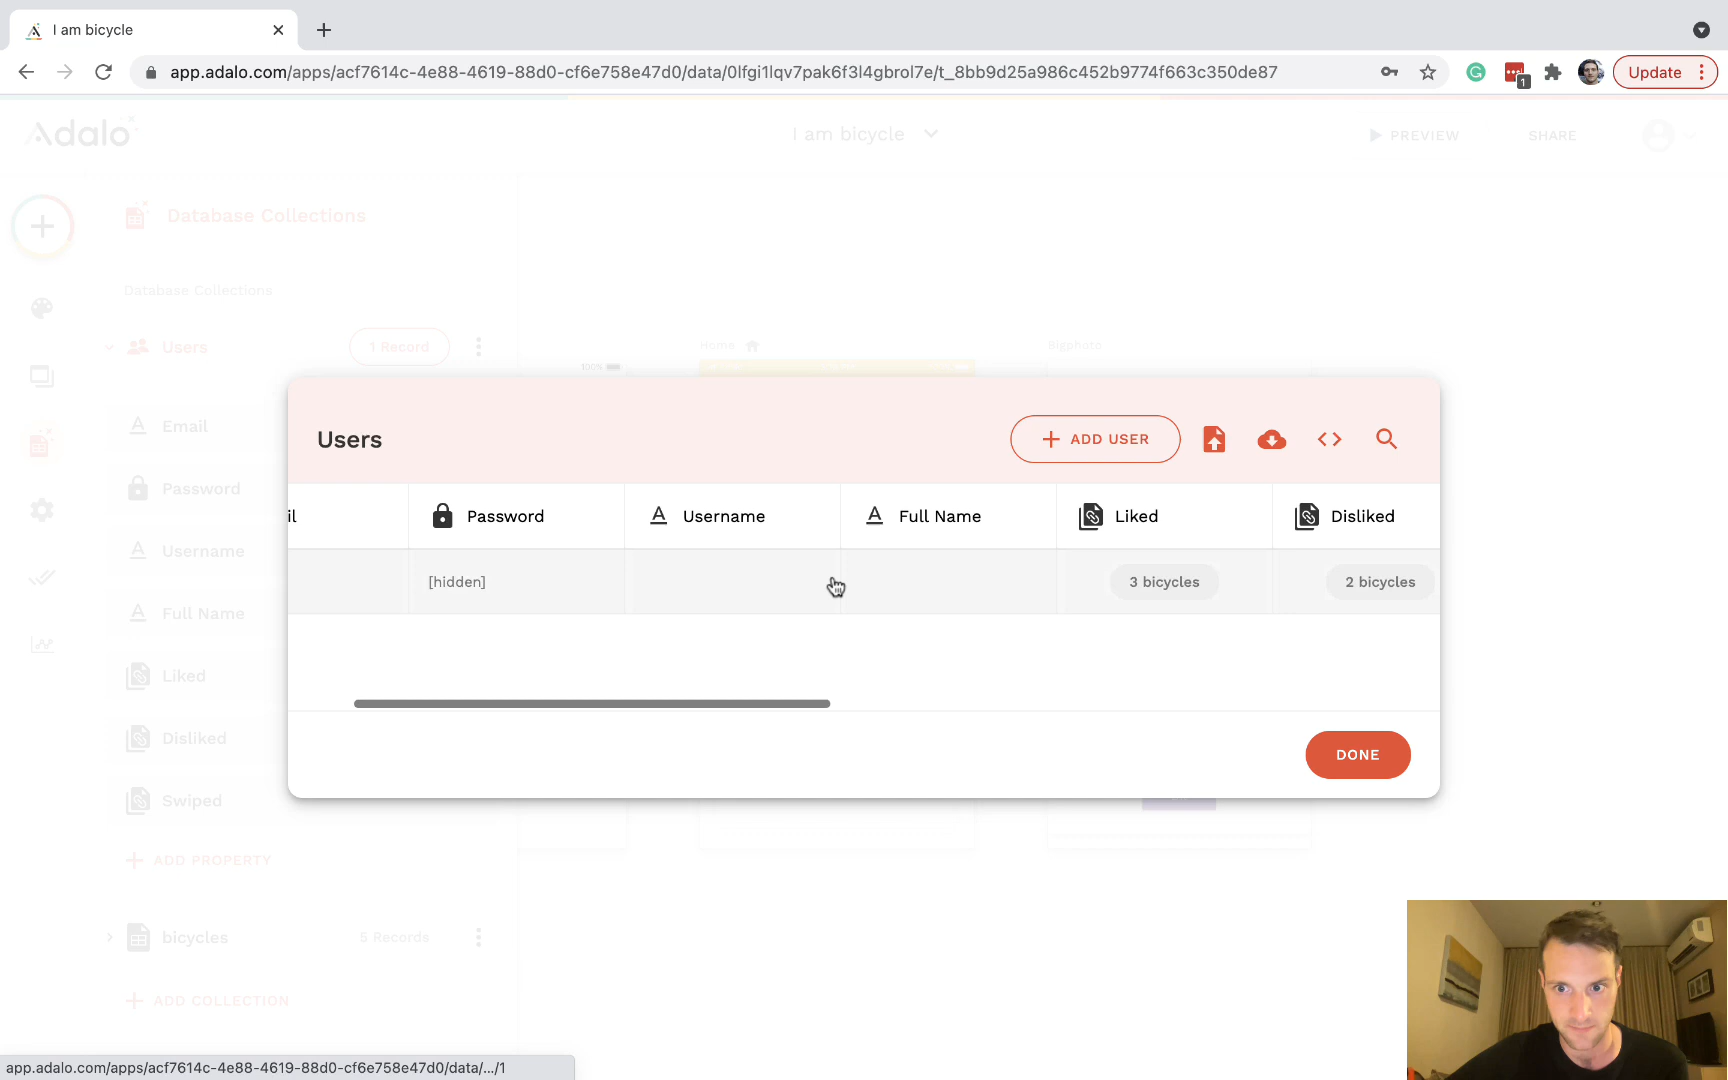 I am bicycle
app.adalo.com/apps/acf7614c-4e88-4619-88d0-cf6e758e47d0/data/0lfgi1lqv7pak6f3l4gbrol7e/t_8bb9d25a986c452b9774f663c350de87
1
Update
Adalo
I am bicycle
PREVIEW
SHARE
Database Collections
Database Collections
Users
1 Record
Home
Bigphoto
100%
Email
Password
Username
Full Name
Liked
Disliked
Swiped
ADD PROPERTY
bicycles
5 Records
ADD COLLECTION
Users
ADD USER
il
Password
Username
Full Name
Liked
Disliked
[hidden]
3 bicycles
2 bicycles
DONE
app.adalo.com/apps/acf7614c-4e88-4619-88d0-cf6e758e47d0/data/.../1